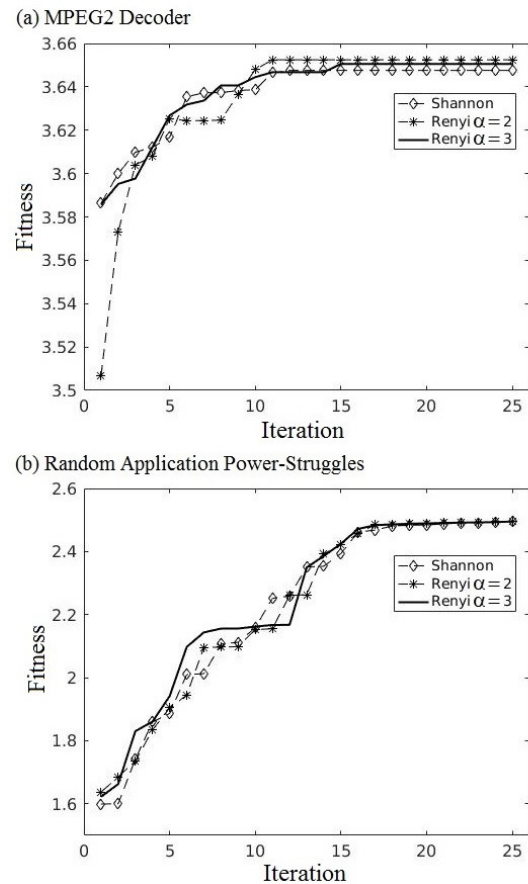 (a) MPEG2 Decoder
3.66
3.64
3.62
3.6
3.58
3.56
3.54
3.52
3.5
Fitness
Shannon
Renyi α=2
Renyi α=3
0 5 10 15 20 25
Iteration
(b) Random Application Power-Struggles
2.6
2.4
2.2
2
1.8
1.6
Fitness
Shannon
Renyi α=2
Renyi α=3
0 5 10 15 20 25
Iteration